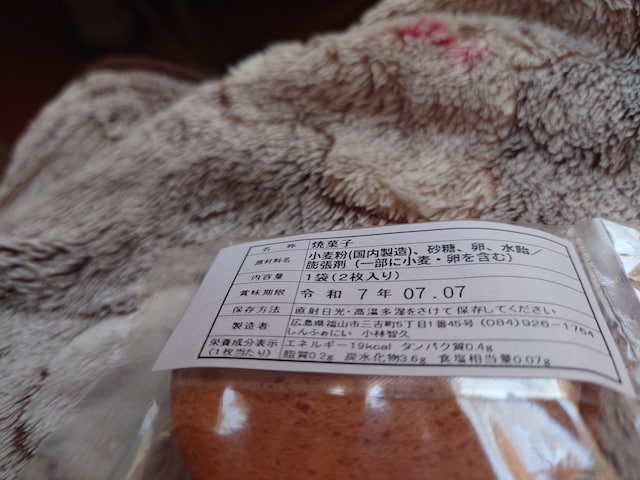 名 称 焼菓子
原材料名 小麦粉(国内製造)、砂糖、卵、水飴/
膨張剤 (一部に小麦・卵を含む)
内容量 1袋(2枚入り)
賞味期限 令和 7年 07.07
保存方法 直射日光・高温多湿をさけて保存してください
製造者 広島県福山市三吉町5丁目1番45号 (084)926-1754
しんふぉにい 小林智久
栄養成分表示 エネルギー19kcal タンパク質0.4g
(1枚当たり) 脂質0.2g 炭水化物3.6g 食塩相当量0.07g